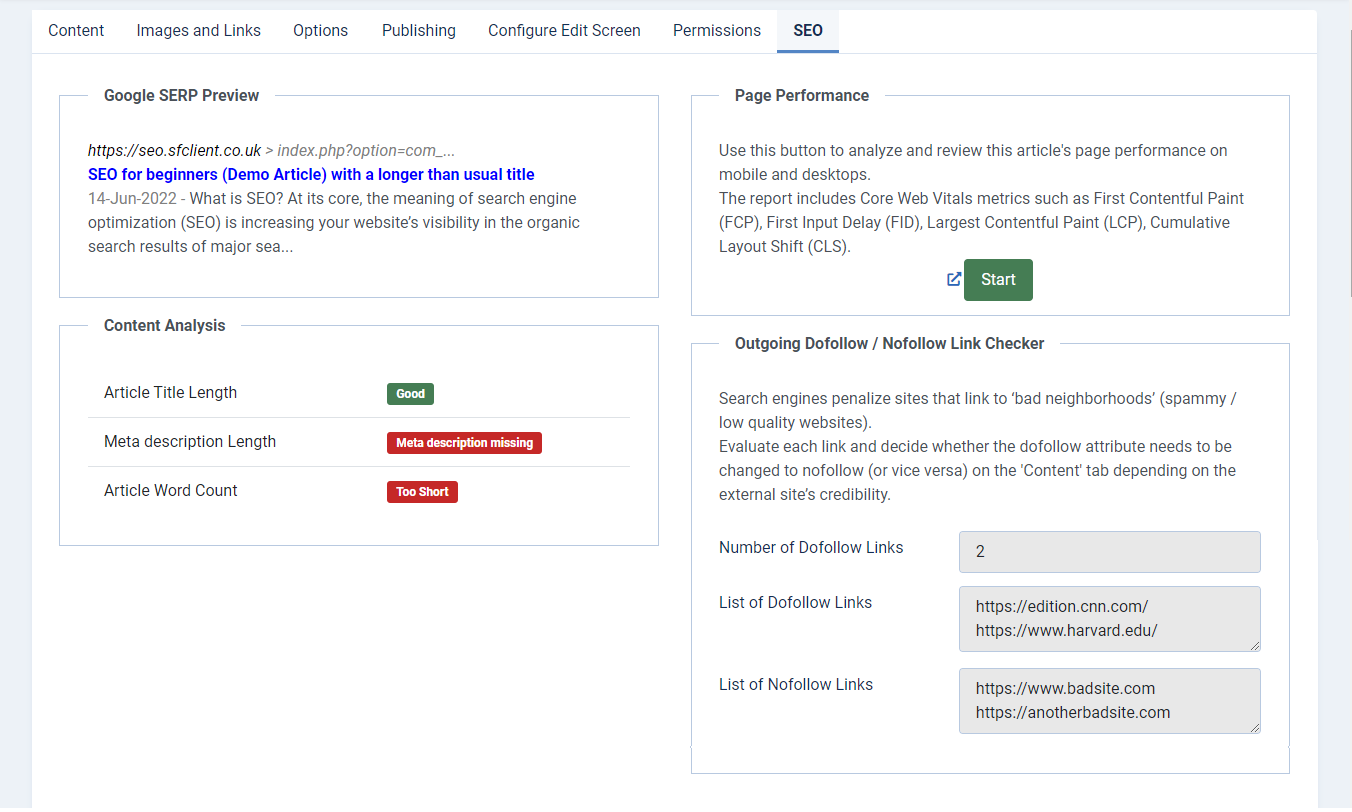 Content Images and Links Options Publishing Configure Edit Screen Permissions SEO
Google SERP Preview
https://seo.sfclient.co.uk > index.php?option=com_...
SEO for beginners (Demo Article) with a longer than usual title
14-Jun-2022 - What is SEO? At its core, the meaning of search engine
optimization (SEO) is increasing your website’s visibility in the organic
search results of major sea...
Content Analysis
Article Title Length Good
Meta description Length Meta description missing
Article Word Count Too Short
Page Performance
Use this button to analyze and review this article's page performance on
mobile and desktops.
The report includes Core Web Vitals metrics such as First Contentful Paint
(FCP), First Input Delay (FID), Largest Contentful Paint (LCP), Cumulative
Layout Shift (CLS).
Start
Outgoing Dofollow / Nofollow Link Checker
Search engines penalize sites that link to ‘bad neighborhoods’ (spammy /
low quality websites).
Evaluate each link and decide whether the dofollow attribute needs to be
changed to nofollow (or vice versa) on the 'Content' tab depending on the
external site’s credibility.
Number of Dofollow Links 2
List of Dofollow Links https://edition.cnn.com/
https://www.harvard.edu/
List of Nofollow Links https://www.badsite.com
https://anotherbadsite.com